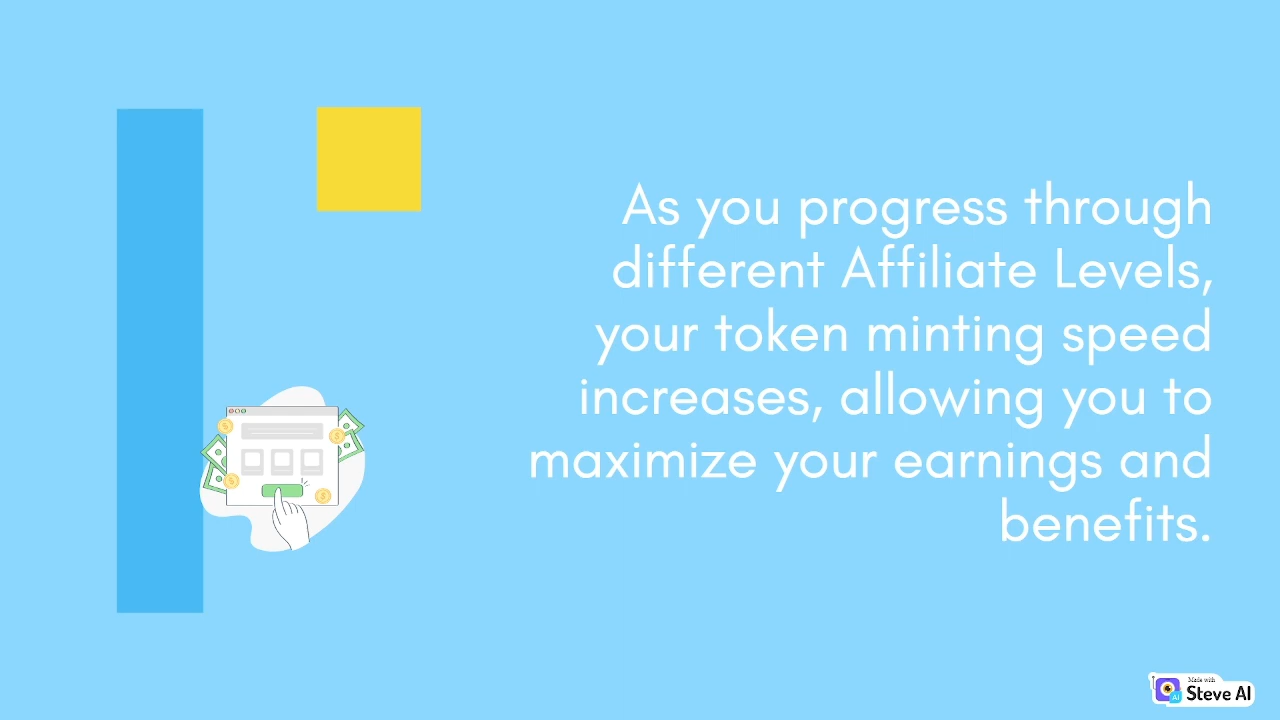 As you progress through
different Affiliate Levels,
your token minting speed
increases, allowing you to
maximize your earnings and
benefits.
Made with
Steve AI